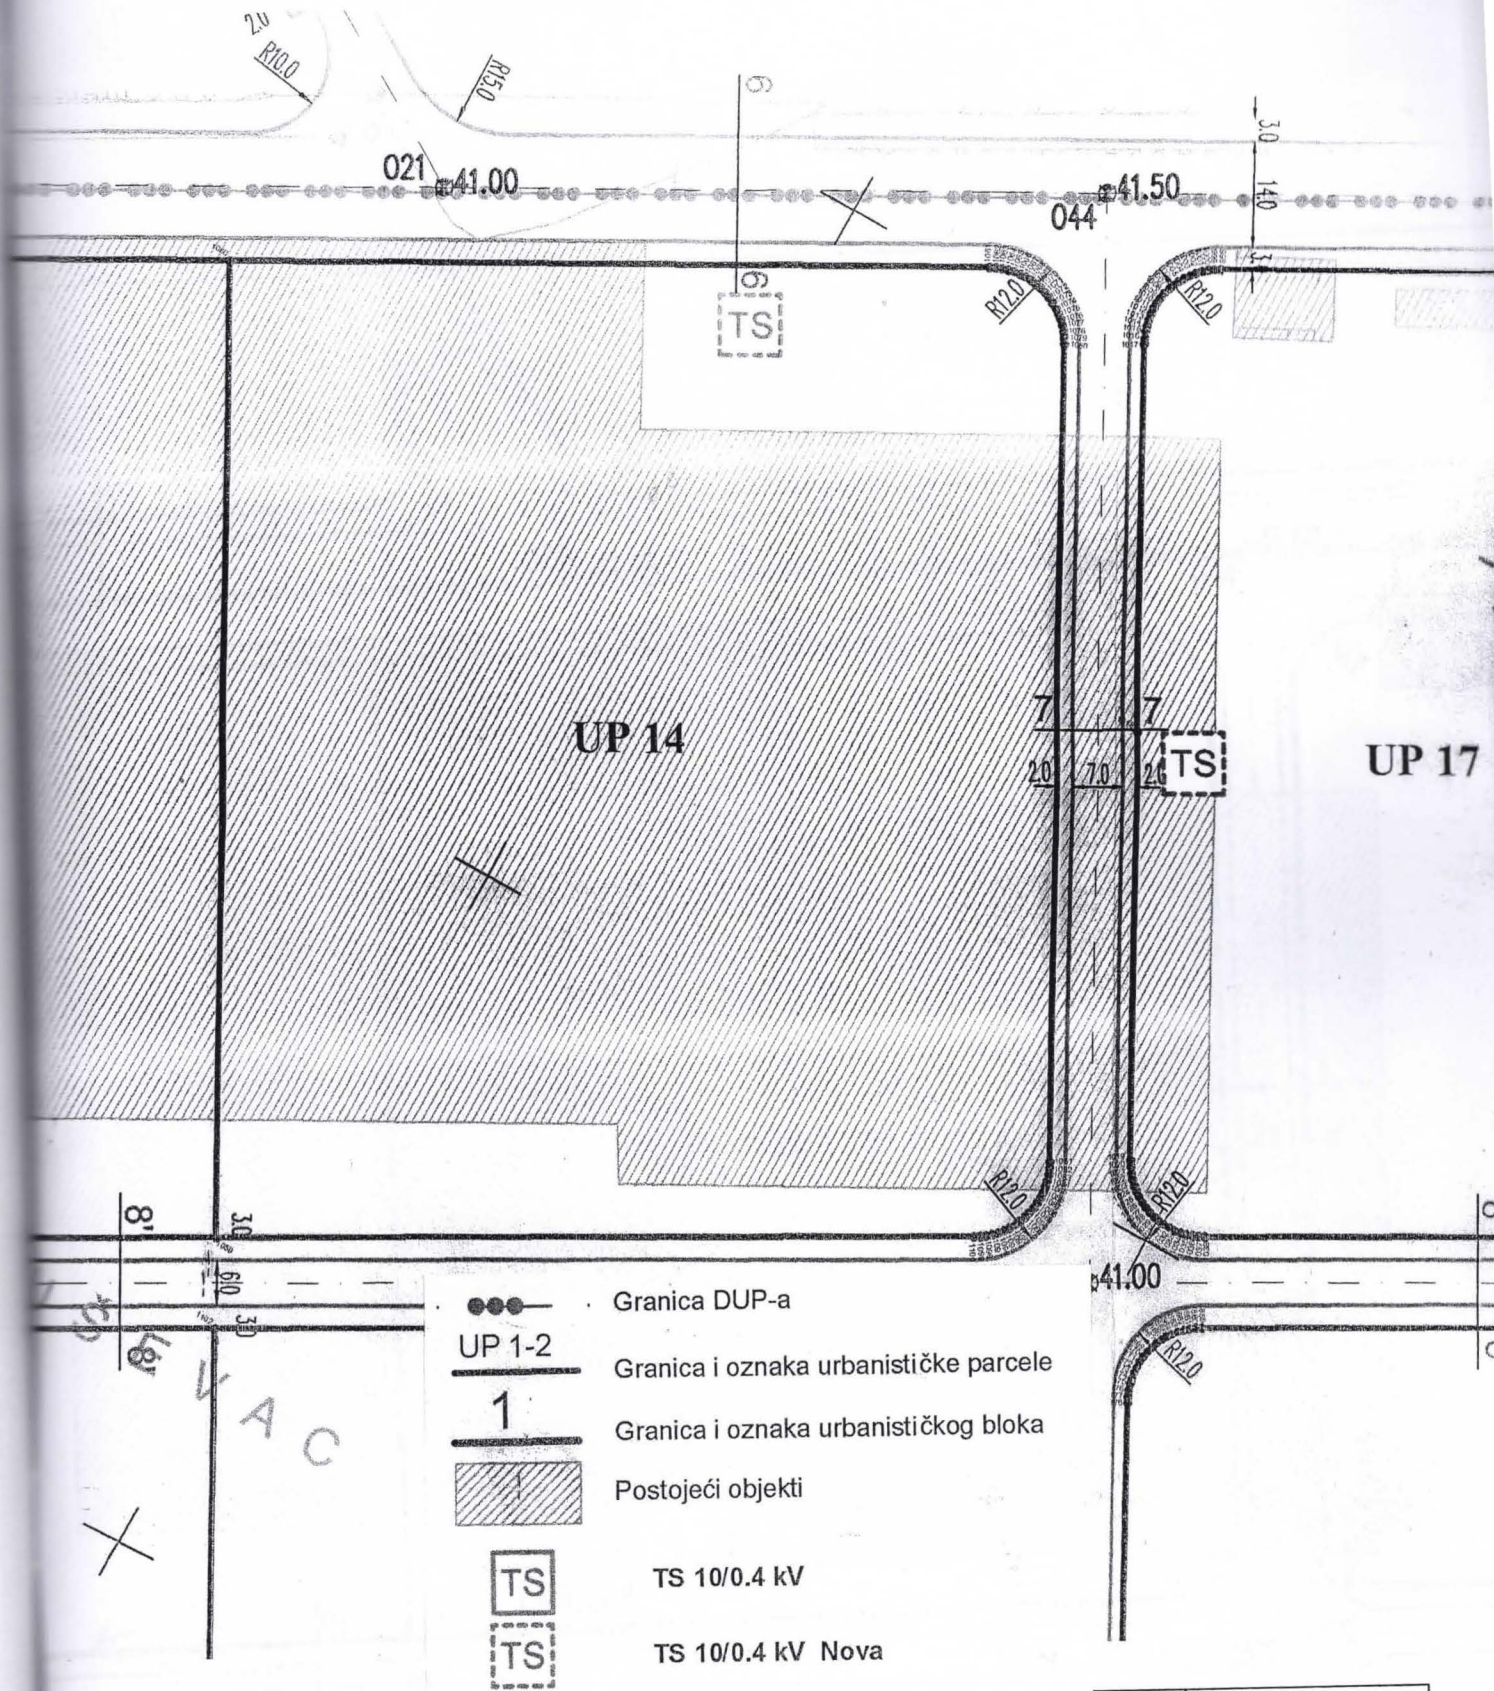 2.0
R10.0
R15.0
6
3.0
021 41.00
41.50
044
14.0
3.
6
TS
R12.0
R12.0
UP 14
7 7
TS
UP 17
2.0 7.0 2.0
R12.0
R12.0
8'
3.0
6.0
41.00
3.0
8'
V A C
R12.0
Granica DUP-a
UP 1-2
Granica i oznaka urbanističke parcele
1
Granica i oznaka urbanističkog bloka
Postojeći objekti
TS TS 10/0.4 kV
TS TS 10/0.4 kV Nova